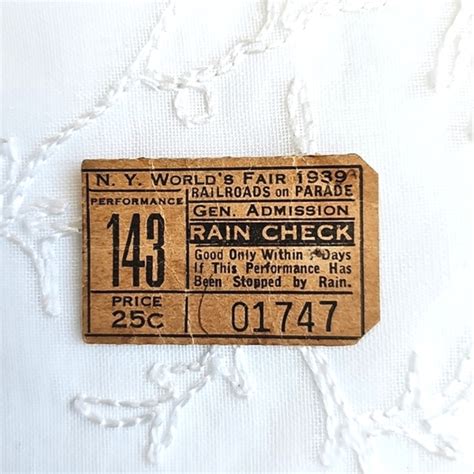 N. Y. WORLD'S FAIR 1939
RAILROADS on PARADE
PERFORMANCE
143
PRICE
25C
GEN. ADMISSION
RAIN CHECK
Good Only Within Days
If This Performance Has
Been Stopped by Rain.
01747